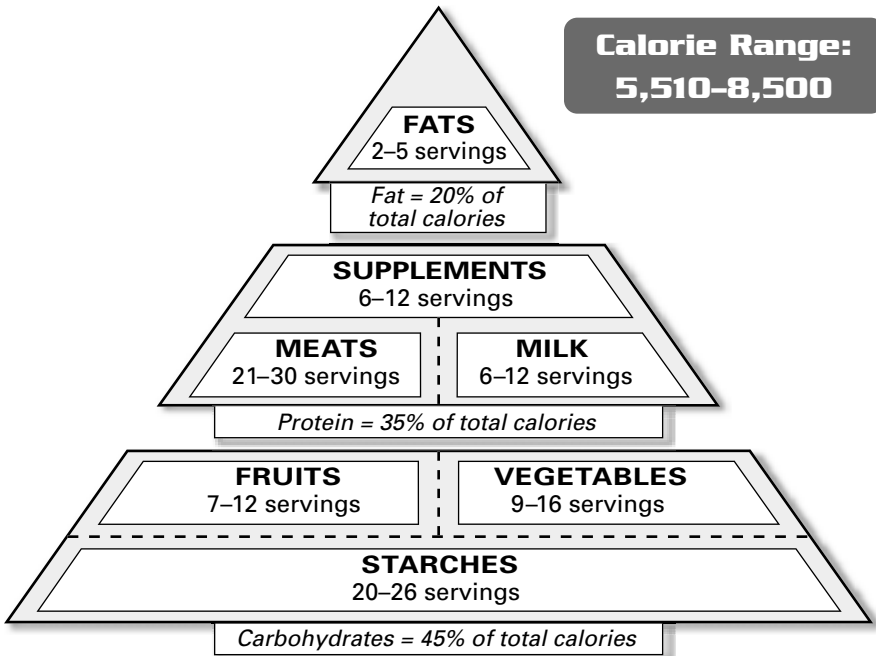 Calorie Range:
5,510–8,500
FATS
2–5 servings
Fat = 20% of
total calories
SUPPLEMENTS
6–12 servings
MEATS
21–30 servings
MILK
6–12 servings
Protein = 35% of total calories
FRUITS
7–12 servings
VEGETABLES
9–16 servings
STARCHES
20–26 servings
Carbohydrates = 45% of total calories